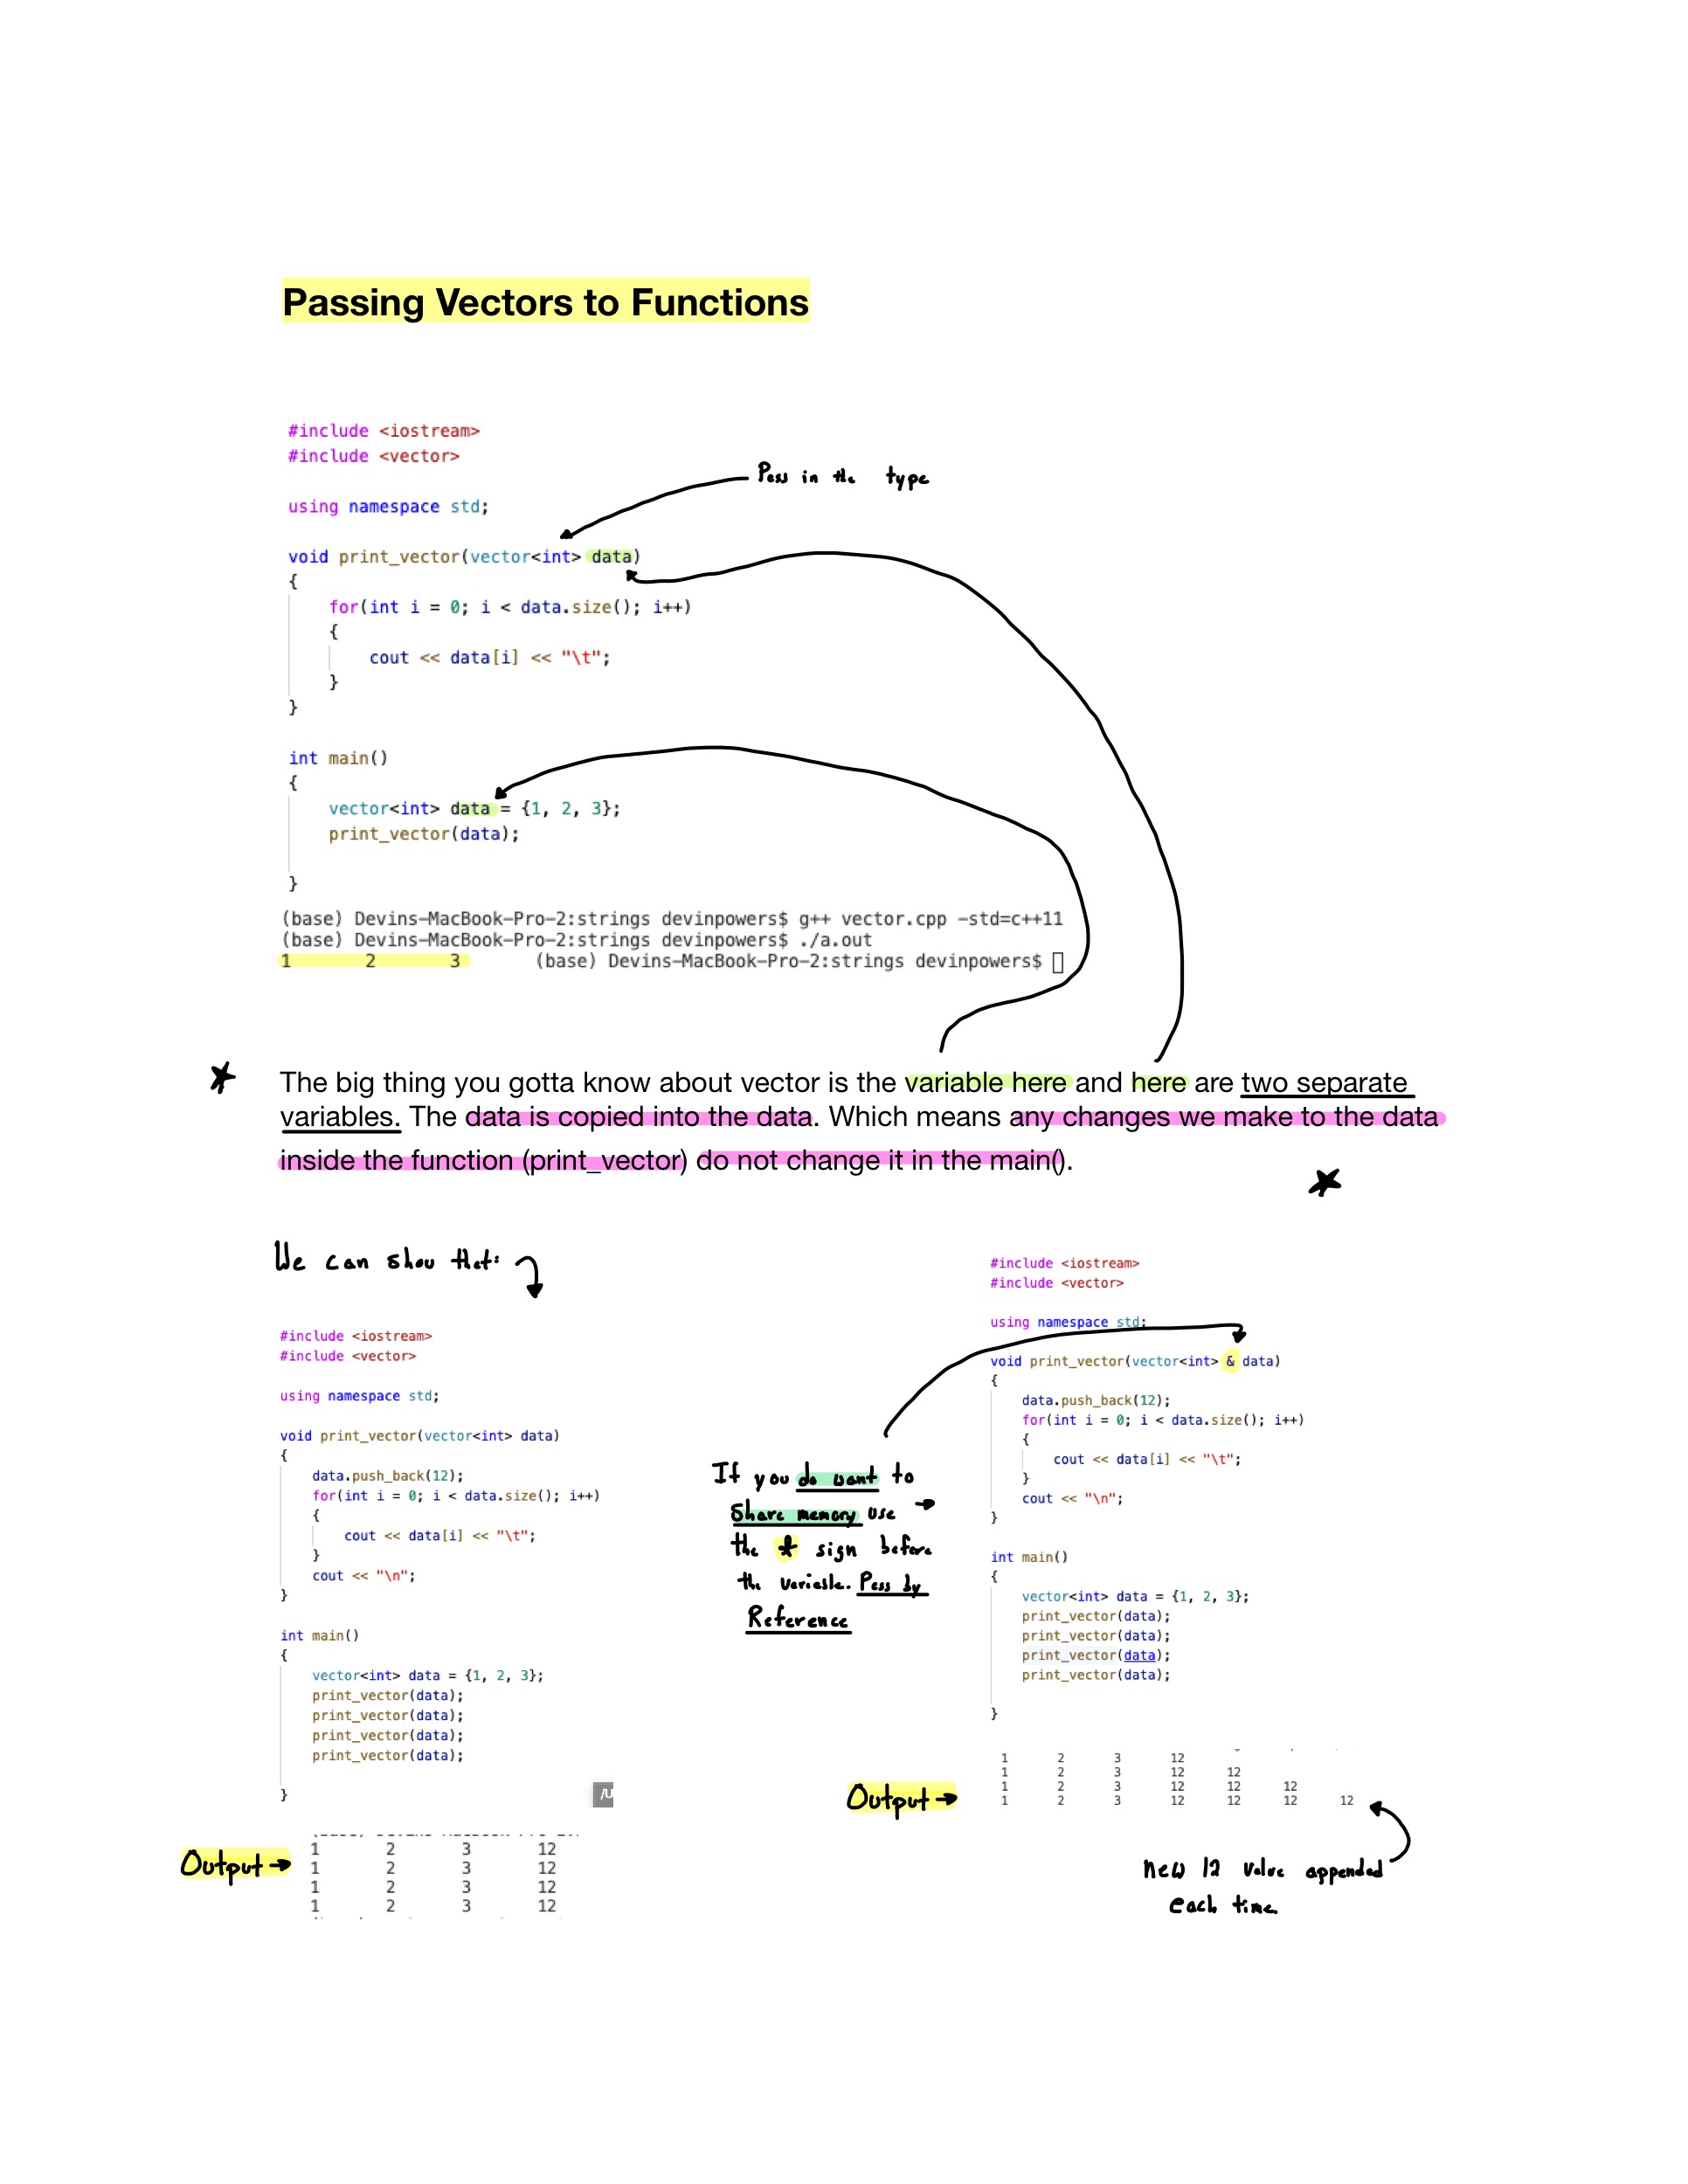 Passing Vectors to Functions
#include <iostream>
#include <vector>
Pass in the type
using namespace std;
void print_vector(vector<int> data)
{
for(int i = 0; i < data.size(); i++)
{
cout << data[i] << "\t";
}
}
int main()
{
vector<int> data = {1, 2, 3};
print_vector(data);
}
(base) Devins-MacBook-Pro-2:strings devinpowers$ g++ vector.cpp -std=c++11
(base) Devins-MacBook-Pro-2:strings devinpowers$ ./a.out
1 2 3 (base) Devins-MacBook-Pro-2:strings devinpowers$
The big thing you gotta know about vector is the variable here and here are two separate
variables. The data is copied into the data. Which means any changes we make to the data
inside the function (print_vector) do not change it in the main().
We can show that:
#include <iostream>
#include <vector>
using namespace std;
void print_vector(vector<int> data)
{
data.push_back(12);
for(int i = 0; i < data.size(); i++)
{
cout << data[i] << "\t";
}
cout << "\n";
}
int main()
{
vector<int> data = {1, 2, 3};
print_vector(data);
print_vector(data);
print_vector(data);
print_vector(data);
}
/U
Output
1 2 3 12
1 2 3 12
1 2 3 12
1 2 3 12
If you do want to
Share memory use
the sign before
the variable. Pass by
Reference
#include <iostream>
#include <vector>
using namespace std;
void print_vector(vector<int> & data)
{
data.push_back(12);
for(int i = 0; i < data.size(); i++)
{
cout << data[i] << "\t";
}
cout << "\n";
}
int main()
{
vector<int> data = {1, 2, 3};
print_vector(data);
print_vector(data);
print_vector(data);
print_vector(data);
}
Output
1 2 3 12
1 2 3 12 12
1 2 3 12 12 12
1 2 3 12 12 12 12
New 12 value appended
each time